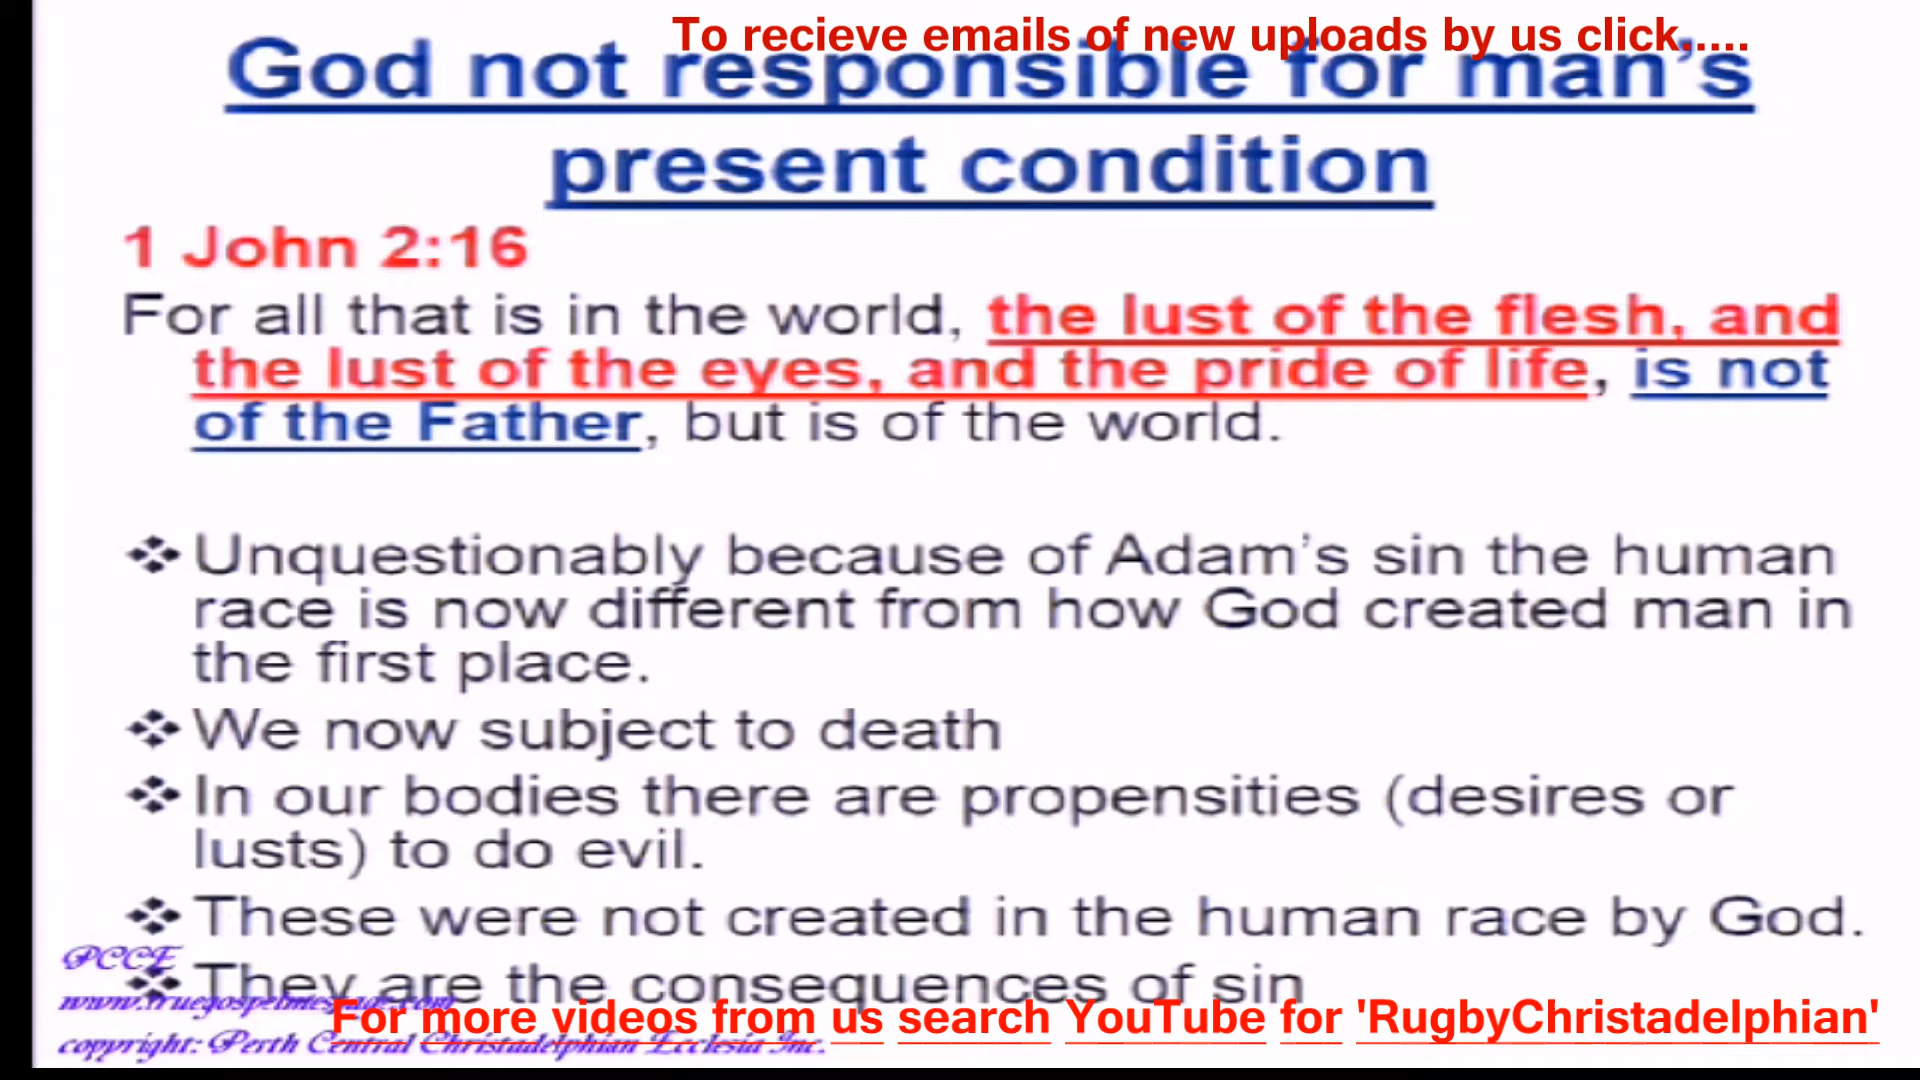 To recieve emails of new uploads by us click.....
God not responsible for man's
present condition
1 John 2:16
For all that is in the world, the lust of the flesh, and
the lust of the eyes, and the pride of life, is not
of the Father, but is of the world.
❖ Unquestionably because of Adam's sin the human
race is now different from how God created man in
the first place.
❖ We now subject to death
❖ In our bodies there are propensities (desires or
lusts) to do evil.
❖ These were not created in the human race by God.
PCCE
❖ They are the consequences of sin
www.truegospelmessage.com
For more videos from us search YouTube for 'RugbyChristadelphian'
copyright: Perth Central Christadelphian Ecclesia Inc.